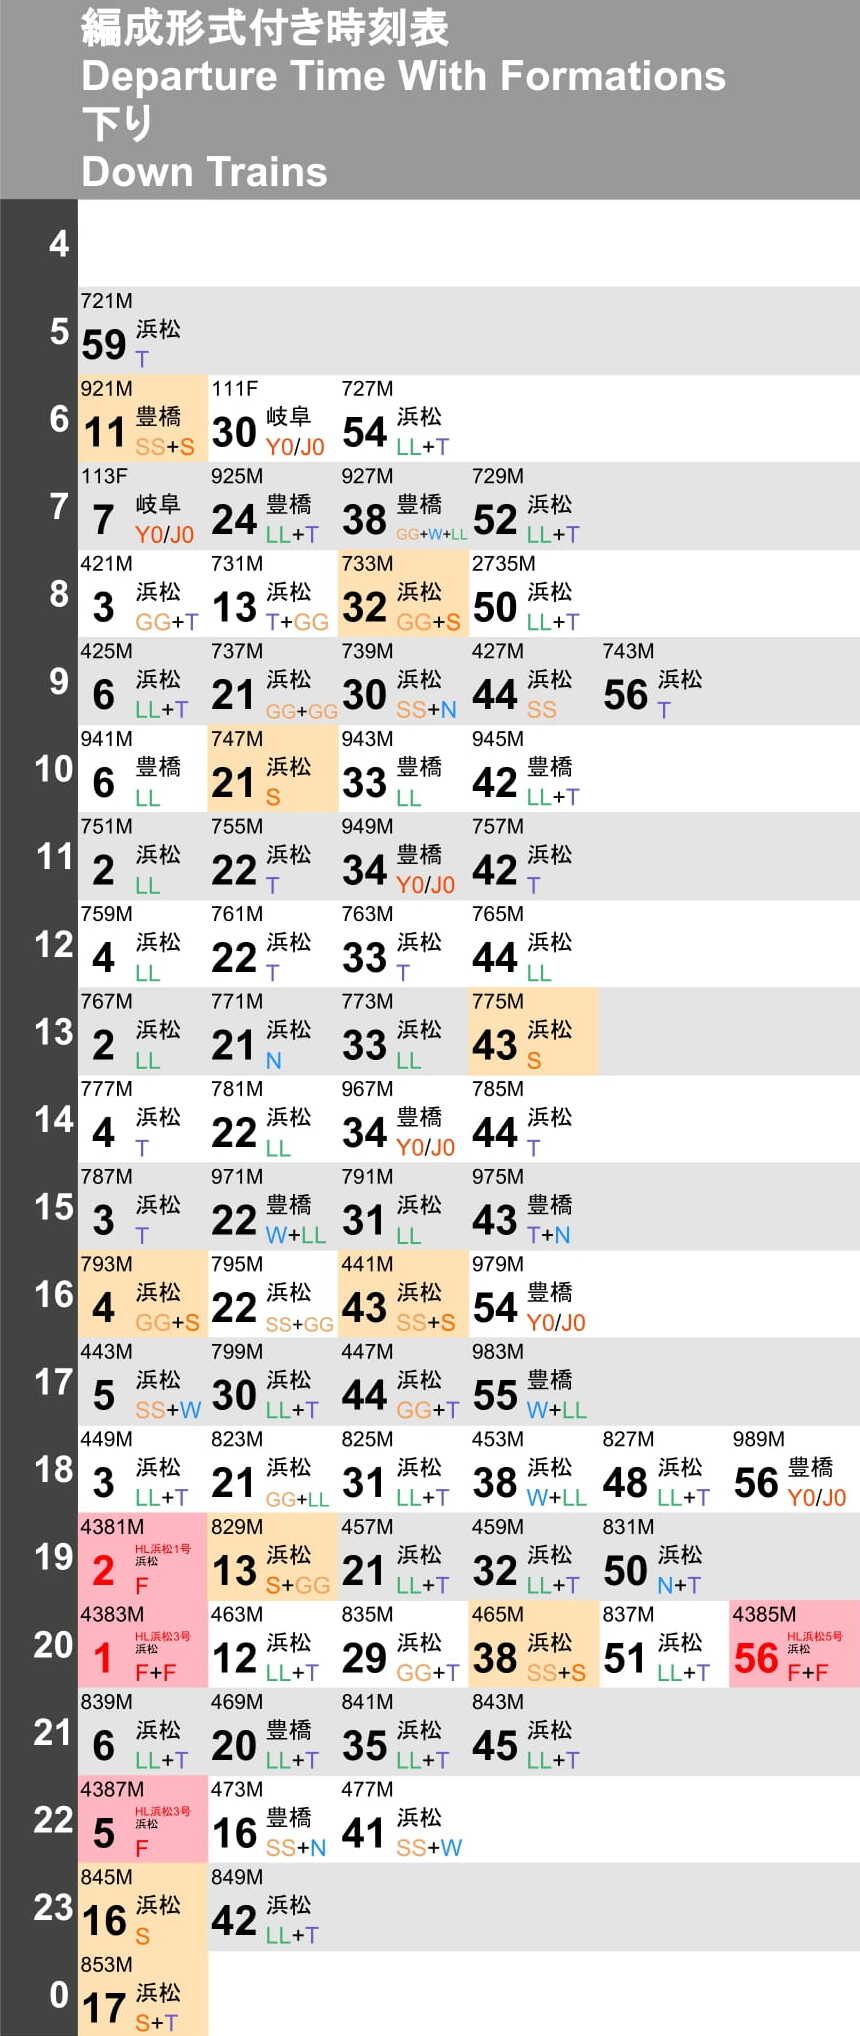 編成形式付き時刻表
Departure Time With Formations
下り
Down Trains
4
5
721M
59 浜松
T
6
921M 111F 727M
11 豊橋 30 岐阜 54 浜松
SS+S Y0/J0 LL+T
7
113F 925M 927M 729M
7 岐阜 24 豊橋 38 豊橋 52 浜松
Y0/J0 LL+T GG+W+LL LL+T
8
421M 731M 733M 2735M
3 浜松 13 浜松 32 浜松 50 浜松
GG+T T+GG GG+S LL+T
9
425M 737M 739M 427M 743M
6 浜松 21 浜松 30 浜松 44 浜松 56 浜松
LL+T GG+GG SS+N SS T
10
941M 747M 943M 945M
6 豊橋 21 浜松 33 豊橋 42 豊橋
LL S LL LL+T
11
751M 755M 949M 757M
2 浜松 22 浜松 34 豊橋 42 浜松
LL T Y0/J0 T
12
759M 761M 763M 765M
4 浜松 22 浜松 33 浜松 44 浜松
LL T T LL
13
767M 771M 773M 775M
2 浜松 21 浜松 33 浜松 43 浜松
LL N LL S
14
777M 781M 967M 785M
4 浜松 22 浜松 34 豊橋 44 浜松
T LL Y0/J0 T
15
787M 971M 791M 975M
3 浜松 22 豊橋 31 浜松 43 豊橋
T W+LL LL T+N
16
793M 795M 441M 979M
4 浜松 22 浜松 43 浜松 54 豊橋
GG+S SS+GG SS+S Y0/J0
17
443M 799M 447M 983M
5 浜松 30 浜松 44 浜松 55 豊橋
SS+W LL+T GG+T W+LL
18
449M 823M 825M 453M 827M 989M
3 浜松 21 浜松 31 浜松 38 浜松 48 浜松 56 豊橋
LL+T GG+LL LL+T W+LL LL+T Y0/J0
19
4381M 829M 457M 459M 831M
HL浜松1号
2 浜松 13 浜松 21 浜松 32 浜松 50 浜松
F S+GG LL+T LL+T N+T
20
4383M 463M 835M 465M 837M 4385M
HL浜松3号 HL浜松5号
1 浜松 12 浜松 29 浜松 38 浜松 51 浜松 56 浜松
F+F LL+T GG+T SS+S LL+T F+F
21
839M 469M 841M 843M
6 浜松 20 豊橋 35 浜松 45 浜松
LL+T LL+T LL+T LL+T
22
4387M 473M 477M
HL浜松3号
5 浜松 16 豊橋 41 浜松
F SS+N SS+W
23
845M 849M
16 浜松 42 浜松
S LL+T
0
853M
17 浜松
S+T